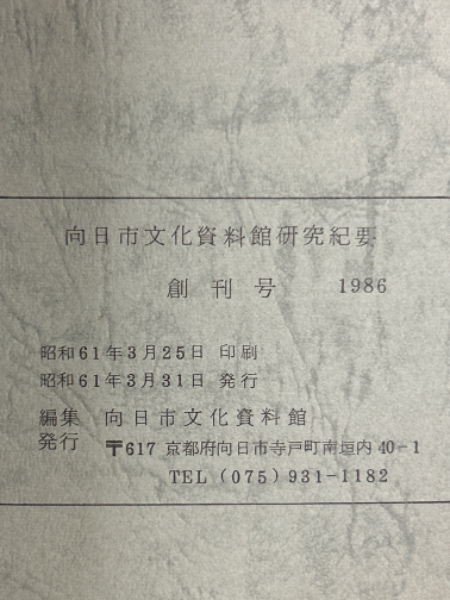 向日市文化資料館研究紀要
創刊号 1986
昭和61年3月25日 印刷
昭和61年3月31日 発行
編集 向日市文化資料館
発行 〒617 京都府向日市寺戸町南垣内40-1
TEL (075) 931-1182